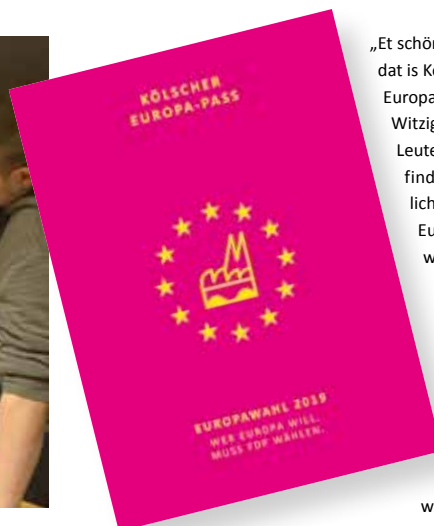 KÖLSCHER
EUROPA-PASS
EUROPAWAHL 2019
WER EUROPA WILL,
MUSS FDP WÄHLEN.
„Et schön
dat is Kö
Europa
Witzig
Leute
find
lich
Eu
w
w